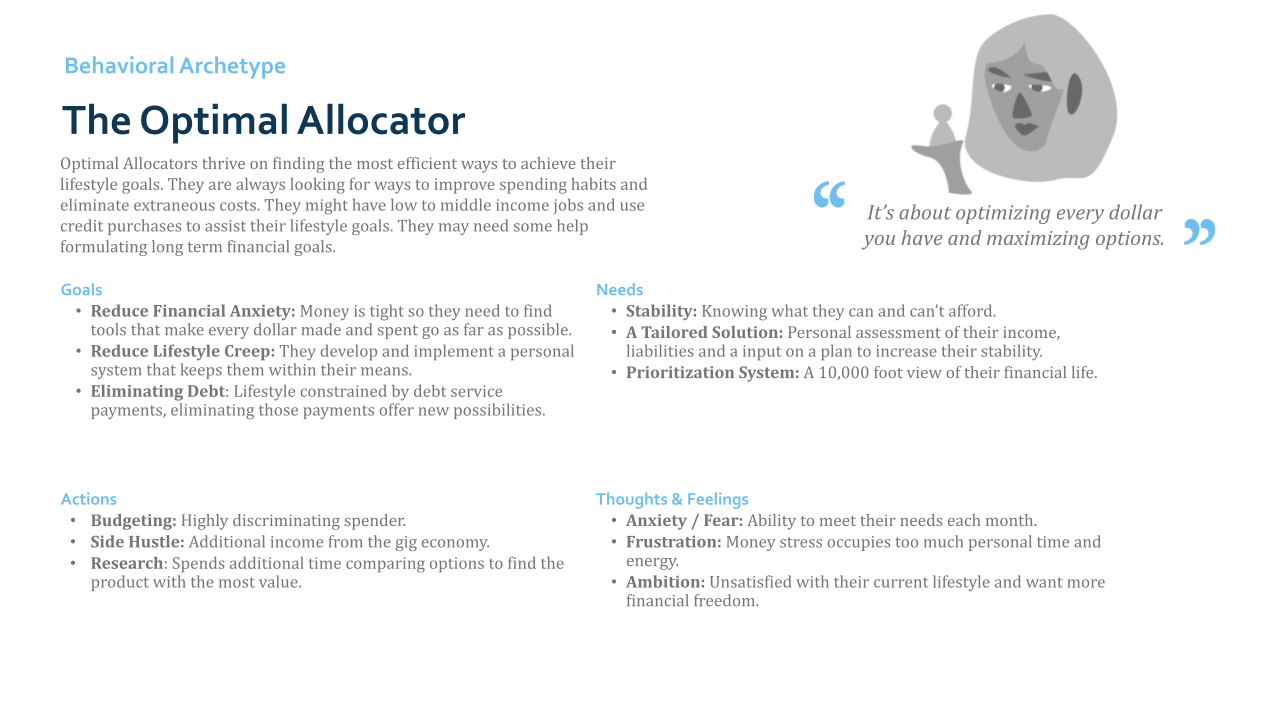 Behavioral Archetype
The Optimal Allocator
Optimal Allocators thrive on finding the most efficient ways to achieve their
lifestyle goals. They are always looking for ways to improve spending habits and
eliminate extraneous costs. They might have low to middle income jobs and use
credit purchases to assist their lifestyle goals. They may need some help
formulating long term financial goals.
“ It’s about optimizing every dollar
you have and maximizing options. ”
Goals
• Reduce Financial Anxiety: Money is tight so they need to find
tools that make every dollar made and spent go as far as possible.
• Reduce Lifestyle Creep: They develop and implement a personal
system that keeps them within their means.
• Eliminating Debt: Lifestyle constrained by debt service
payments, eliminating those payments offer new possibilities.
Needs
• Stability: Knowing what they can and can’t afford.
• A Tailored Solution: Personal assessment of their income,
liabilities and a input on a plan to increase their stability.
• Prioritization System: A 10,000 foot view of their financial life.
Actions
• Budgeting: Highly discriminating spender.
• Side Hustle: Additional income from the gig economy.
• Research: Spends additional time comparing options to find the
product with the most value.
Thoughts & Feelings
• Anxiety / Fear: Ability to meet their needs each month.
• Frustration: Money stress occupies too much personal time and
energy.
• Ambition: Unsatisfied with their current lifestyle and want more
financial freedom.